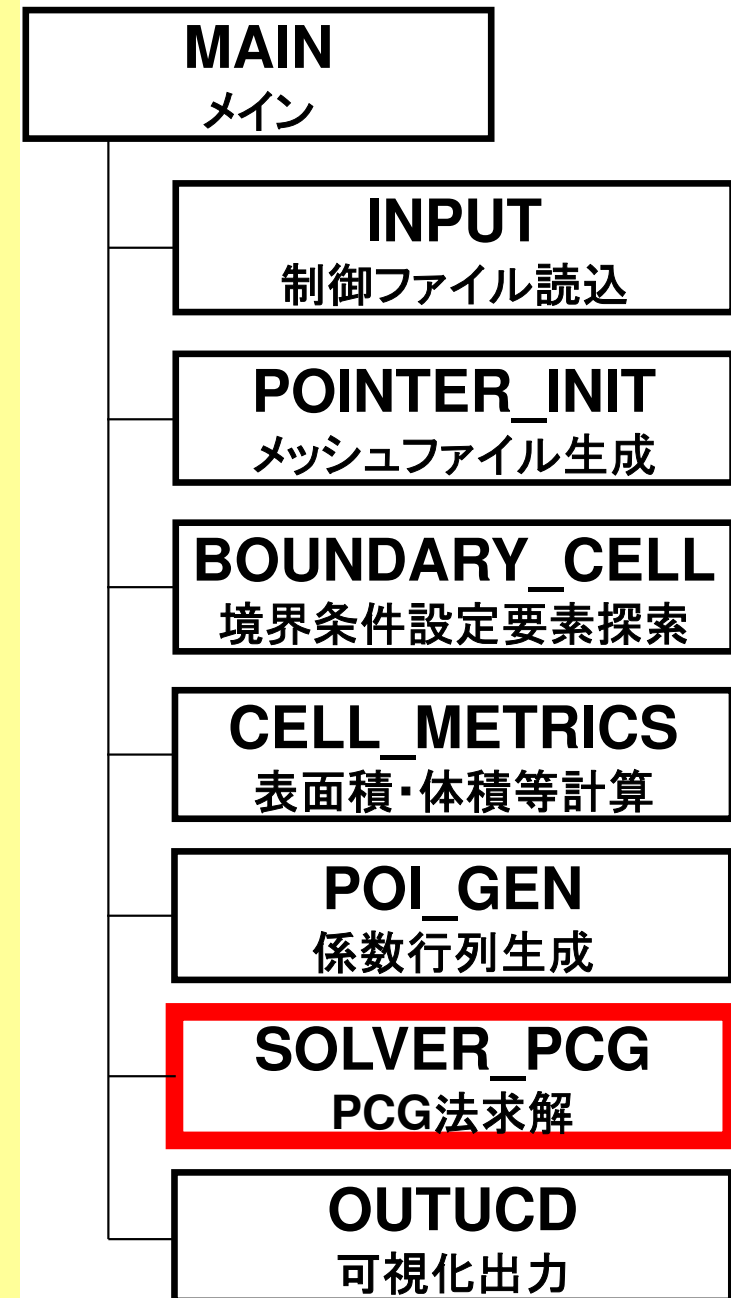 MAIN
メイン
INPUT
制御ファイル読込
POINTER_INIT
メッシュファイル生成
BOUNDARY_CELL
境界条件設定要素探索
CELL_METRICS
表面積・体積等計算
POI_GEN
係数行列生成
SOLVER_PCG
PCG法求解
OUTUCD
可視化出力